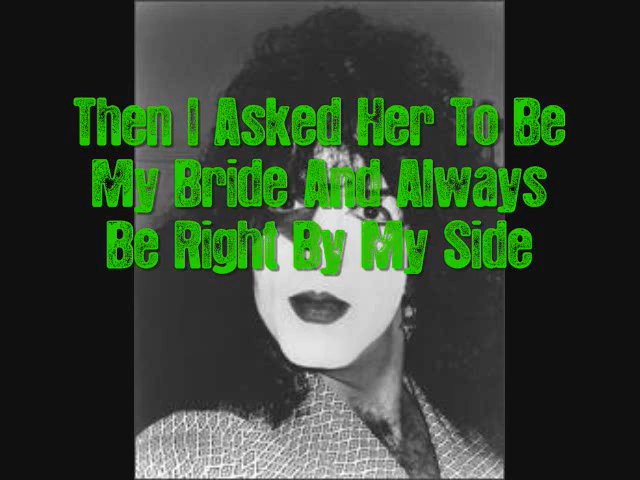 Then I Asked Her To Be
My Bride And Always
Be Right By My Side